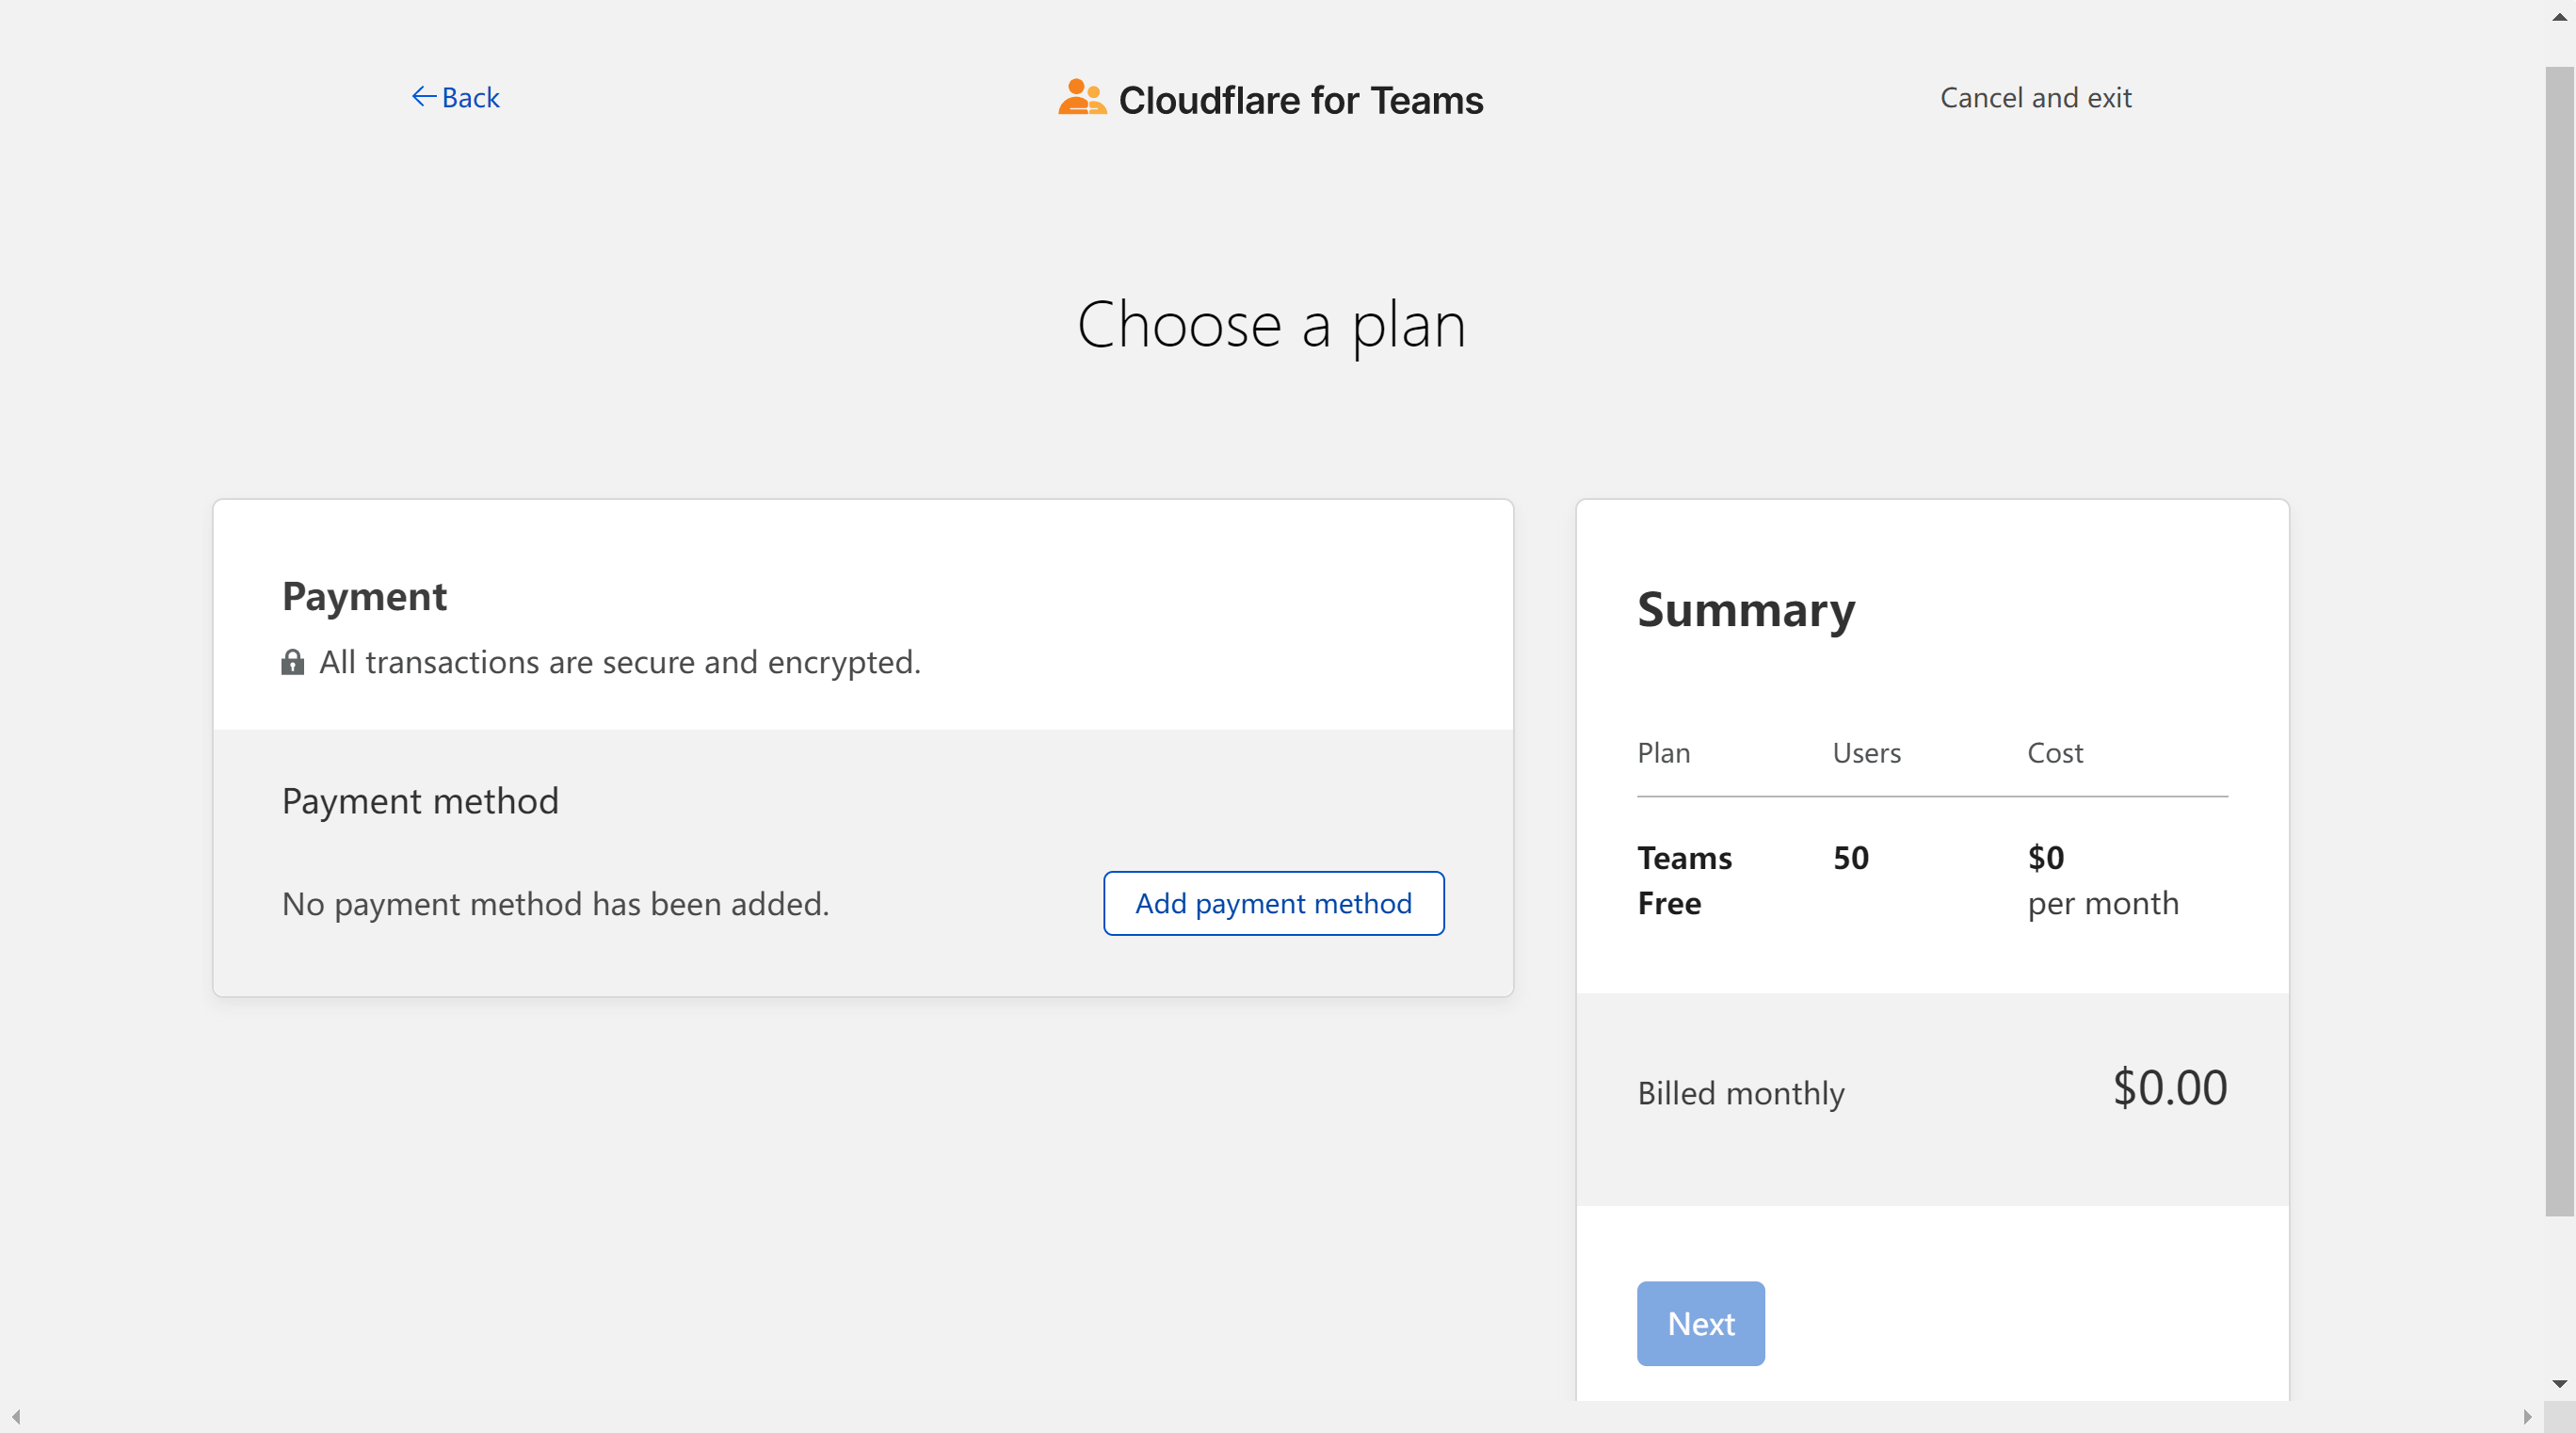 Back
Cloudflare for Teams
Cancel and exit
Choose a plan
Payment
All transactions are secure and encrypted.
Payment method
No payment method has been added.
Add payment method
Summary
Plan Users Cost
Teams 50 $0
Free per month
Billed monthly $0.00
Next